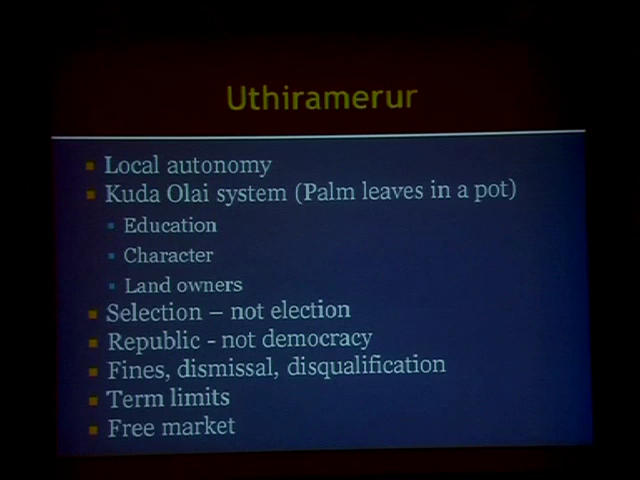 Uthiramerur
Local autonomy
Kuda Olai system (Palm leaves in a pot)
Education
Character
Land owners
Selection – not election
Republic - not democracy
Fines, dismissal, disqualification
Term limits
Free market